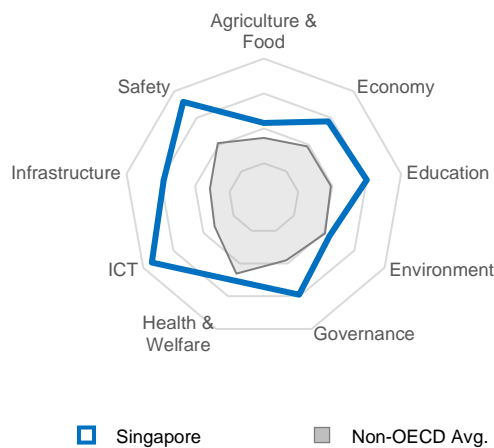 Agriculture &
Food
Safety
Economy
Infrastructure
Education
ICT
Environment
Health &
Welfare
Governance
Singapore
Non-OECD Avg.